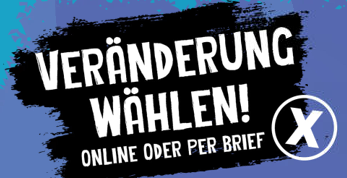 VERÄNDERUNG
WÄHLEN!
ONLINE ODER PER BRIEF
X